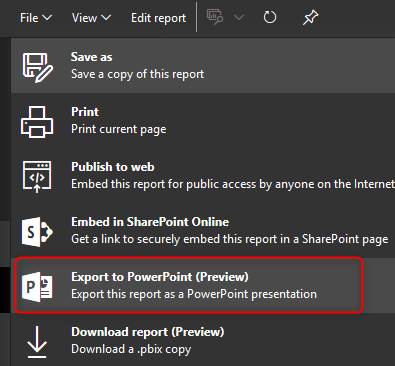 File View Edit report
Save as
Save a copy of this report
Print
Print current page
Publish to web
Embed this report for public access by anyone on the Internet
Embed in SharePoint Online
Get a link to securely embed this report in a SharePoint page
Export to PowerPoint (Preview)
Export this report as a PowerPoint presentation
Download report (Preview)
Download a .pbix copy